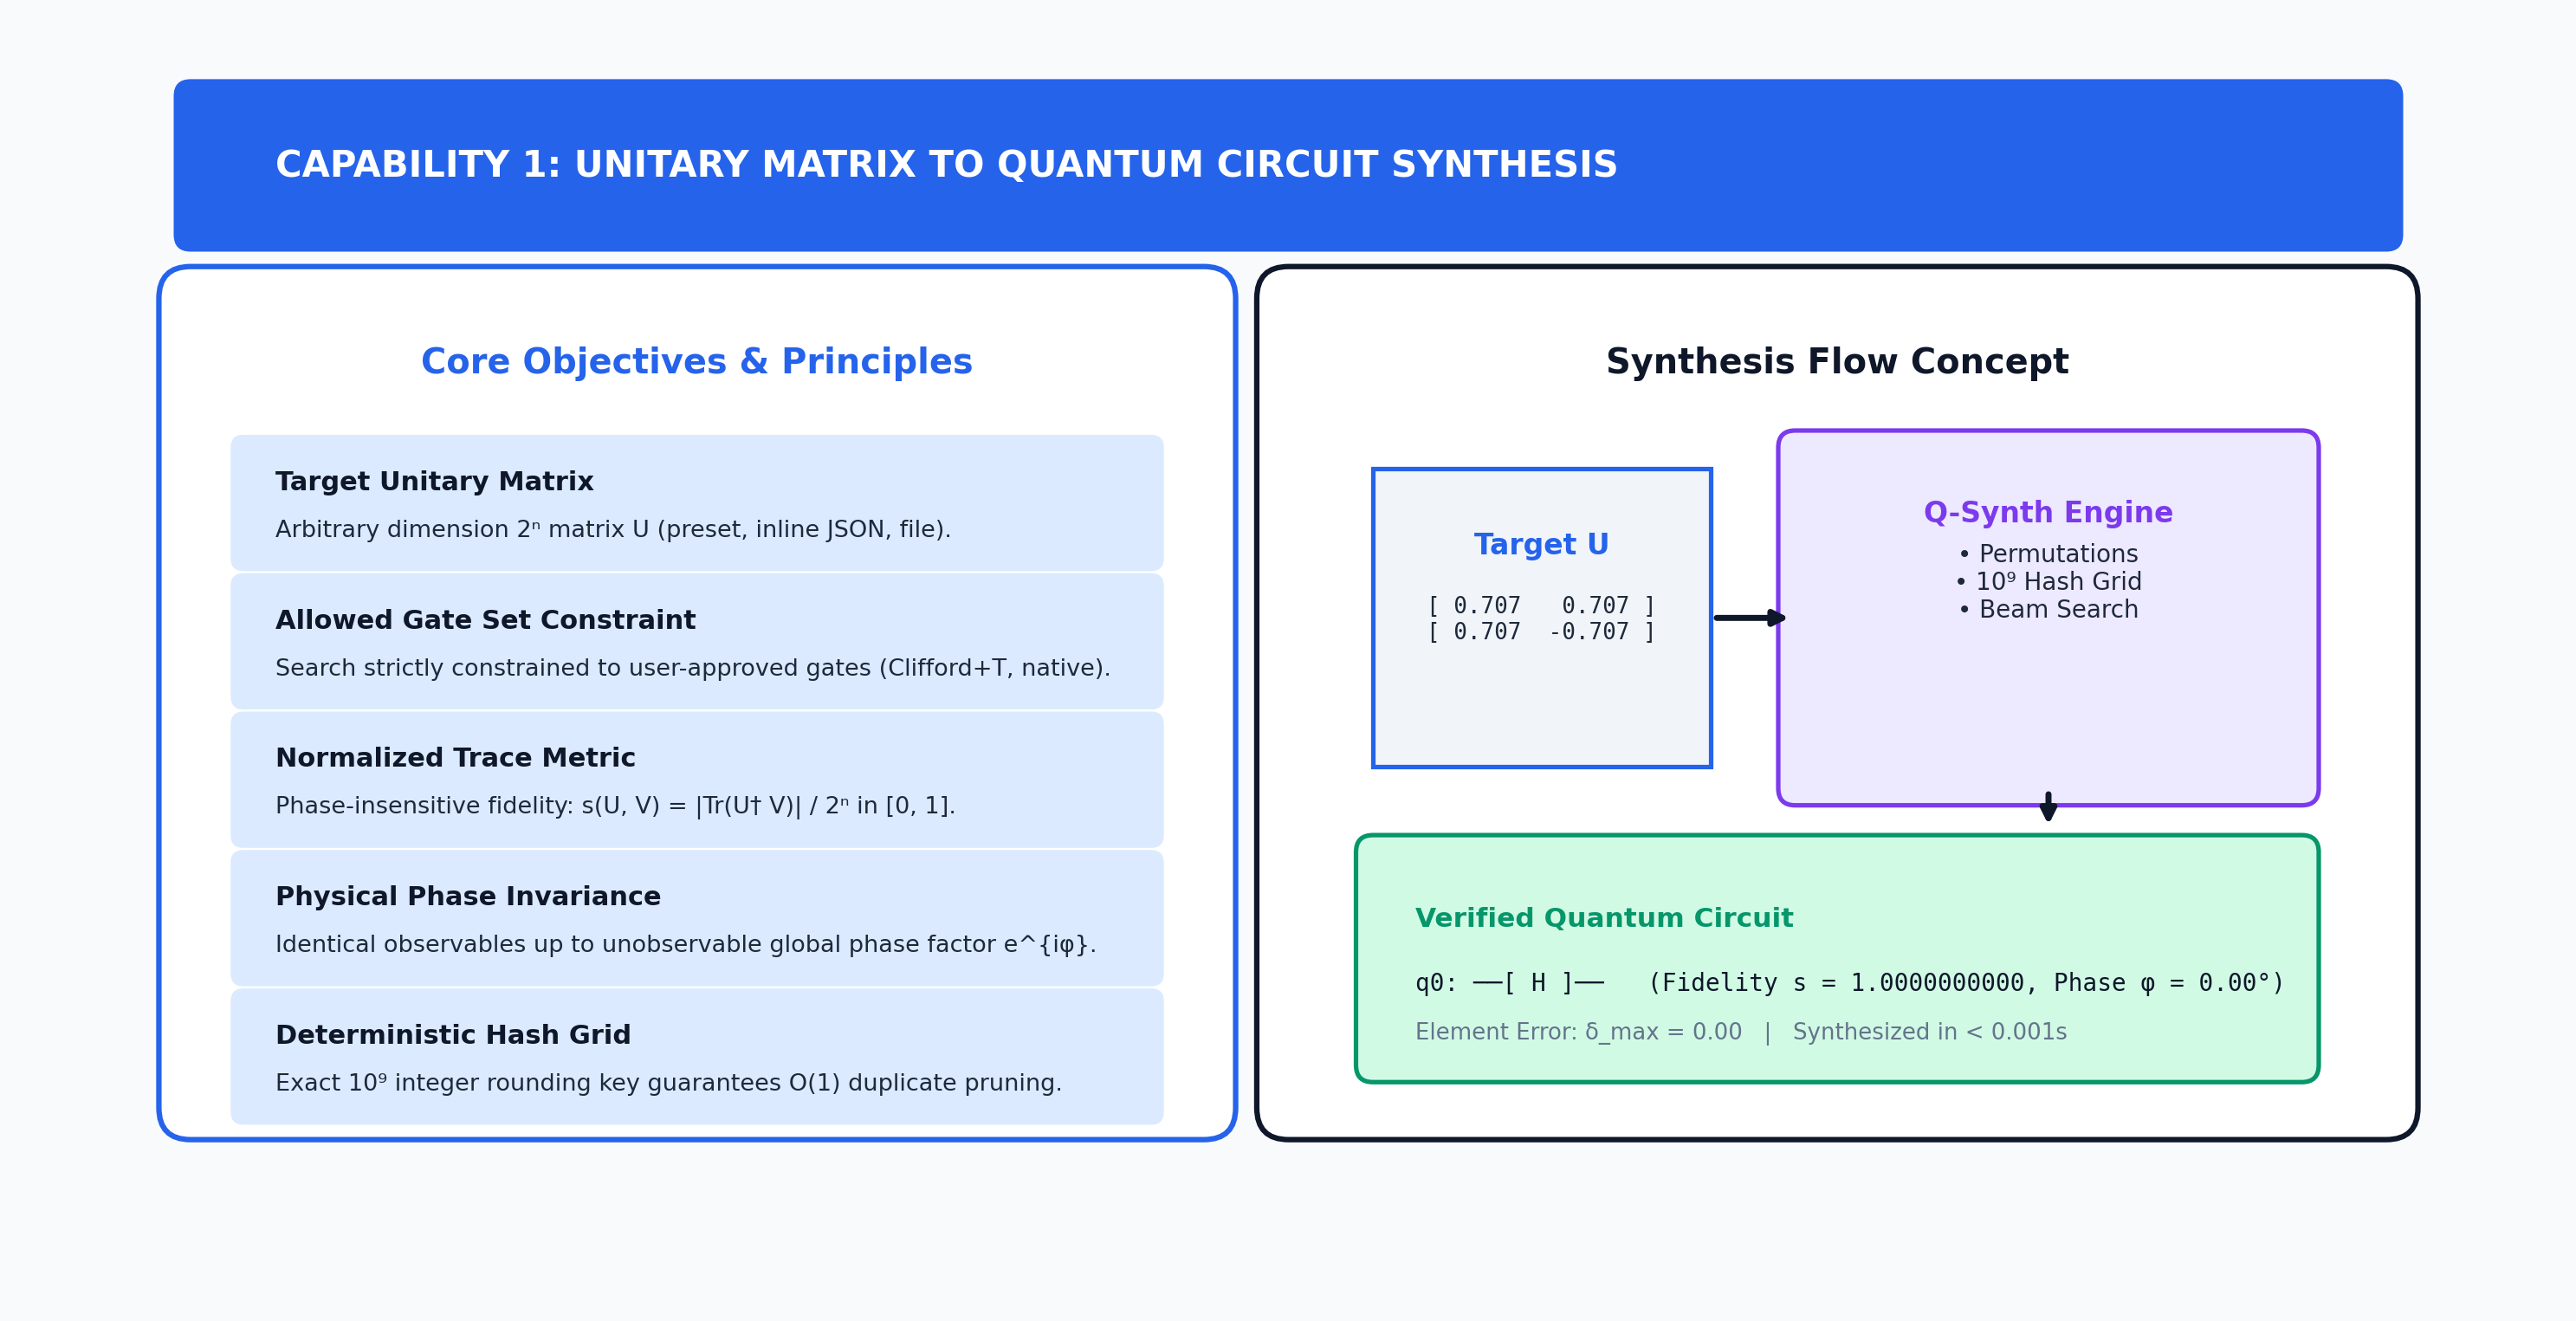 CAPABILITY 1: UNITARY MATRIX TO QUANTUM CIRCUIT SYNTHESIS
Core Objectives & Principles
Target Unitary Matrix
Arbitrary dimension 2ⁿ matrix U (preset, inline JSON, file).
Allowed Gate Set Constraint
Search strictly constrained to user-approved gates (Clifford+T, native).
Normalized Trace Metric
Phase-insensitive fidelity: s(U, V) = |Tr(U† V)| / 2ⁿ in [0, 1].
Physical Phase Invariance
Identical observables up to unobservable global phase factor e^{iφ}.
Deterministic Hash Grid
Exact 10⁹ integer rounding key guarantees O(1) duplicate pruning.
Synthesis Flow Concept
Target U
[ 0.707   0.707 ]
[ 0.707  -0.707 ]
Q-Synth Engine
• Permutations
• 10⁹ Hash Grid
• Beam Search
Verified Quantum Circuit
q0: ──[ H ]──   (Fidelity s = 1.0000000000, Phase φ = 0.00°)
Element Error: δ_max = 0.00   |   Synthesized in < 0.001s